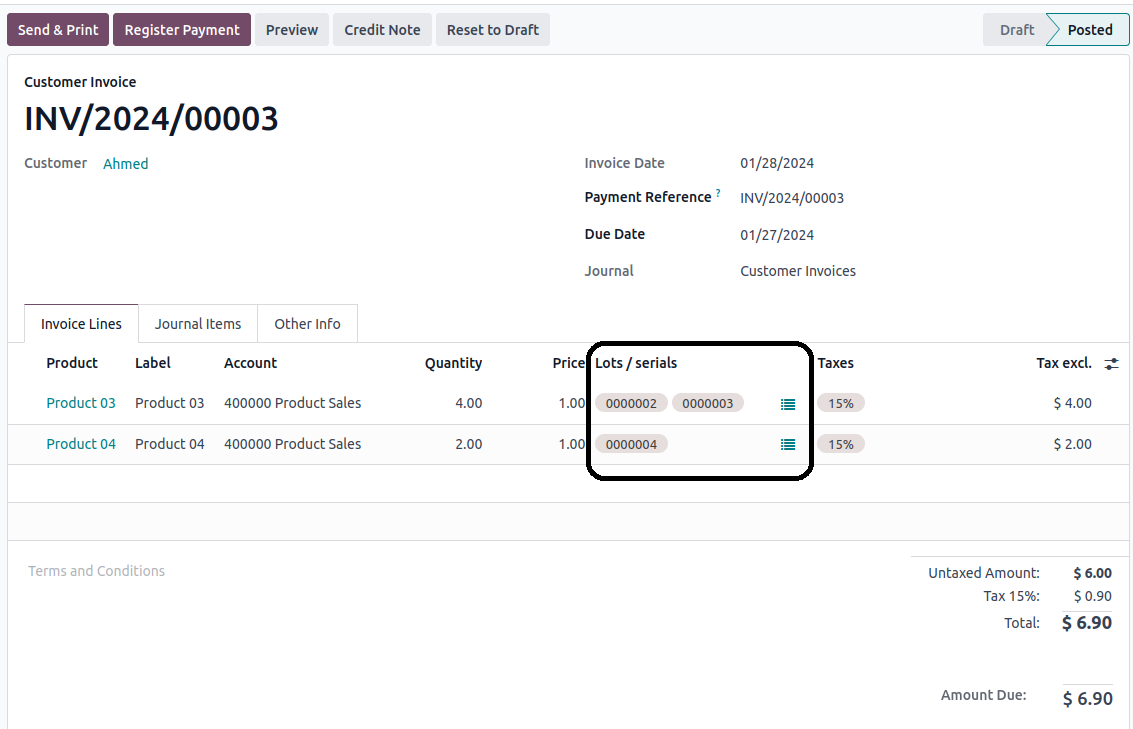 Send & Print Register Payment Preview Credit Note Reset to Draft Draft Posted
Customer Invoice
INV/2024/00003
Customer Ahmed Invoice Date 01/28/2024
Payment Reference ? INV/2024/00003
Due Date 01/27/2024
Journal Customer Invoices
Invoice Lines Journal Items Other Info
Product Label Account Quantity Price Lots / serials Taxes Tax excl.
Product 03 Product 03 400000 Product Sales 4.00 1.00 0000002 0000003 15% $ 4.00
Product 04 Product 04 400000 Product Sales 2.00 1.00 0000004 15% $ 2.00
Terms and Conditions
Untaxed Amount: $ 6.00
Tax 15%: $ 0.90
Total: $ 6.90
Amount Due: $ 6.90